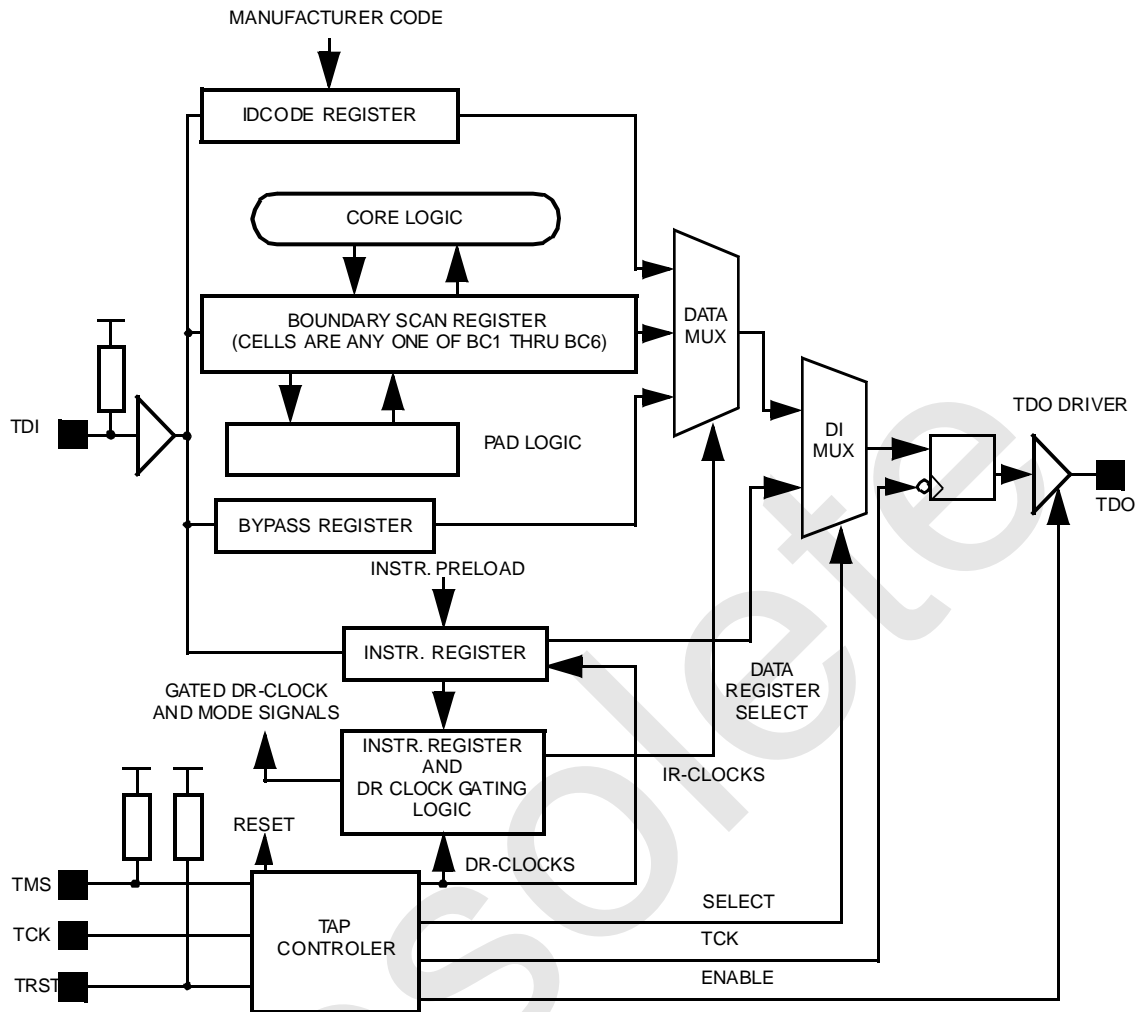 MANUFACTURER CODE
IDCODE REGISTER
CORE LOGIC
BOUNDARY SCAN REGISTER
(CELLS ARE ANY ONE OF BC1 THRU BC6)
DATA
MUX
TDI
PAD LOGIC
DI
MUX
TDO DRIVER
TDO
BYPASS REGISTER
INSTR. PRELOAD
INSTR. REGISTER
DATA
REGISTER
SELECT
GATED DR-CLOCK
AND MODE SIGNALS
INSTR. REGISTER
AND
DR CLOCK GATING
LOGIC
IR-CLOCKS
RESET
DR-CLOCKS
TMS
SELECT
TCK
TAP
CONTROLER
TCK
TRST
ENABLE
solete